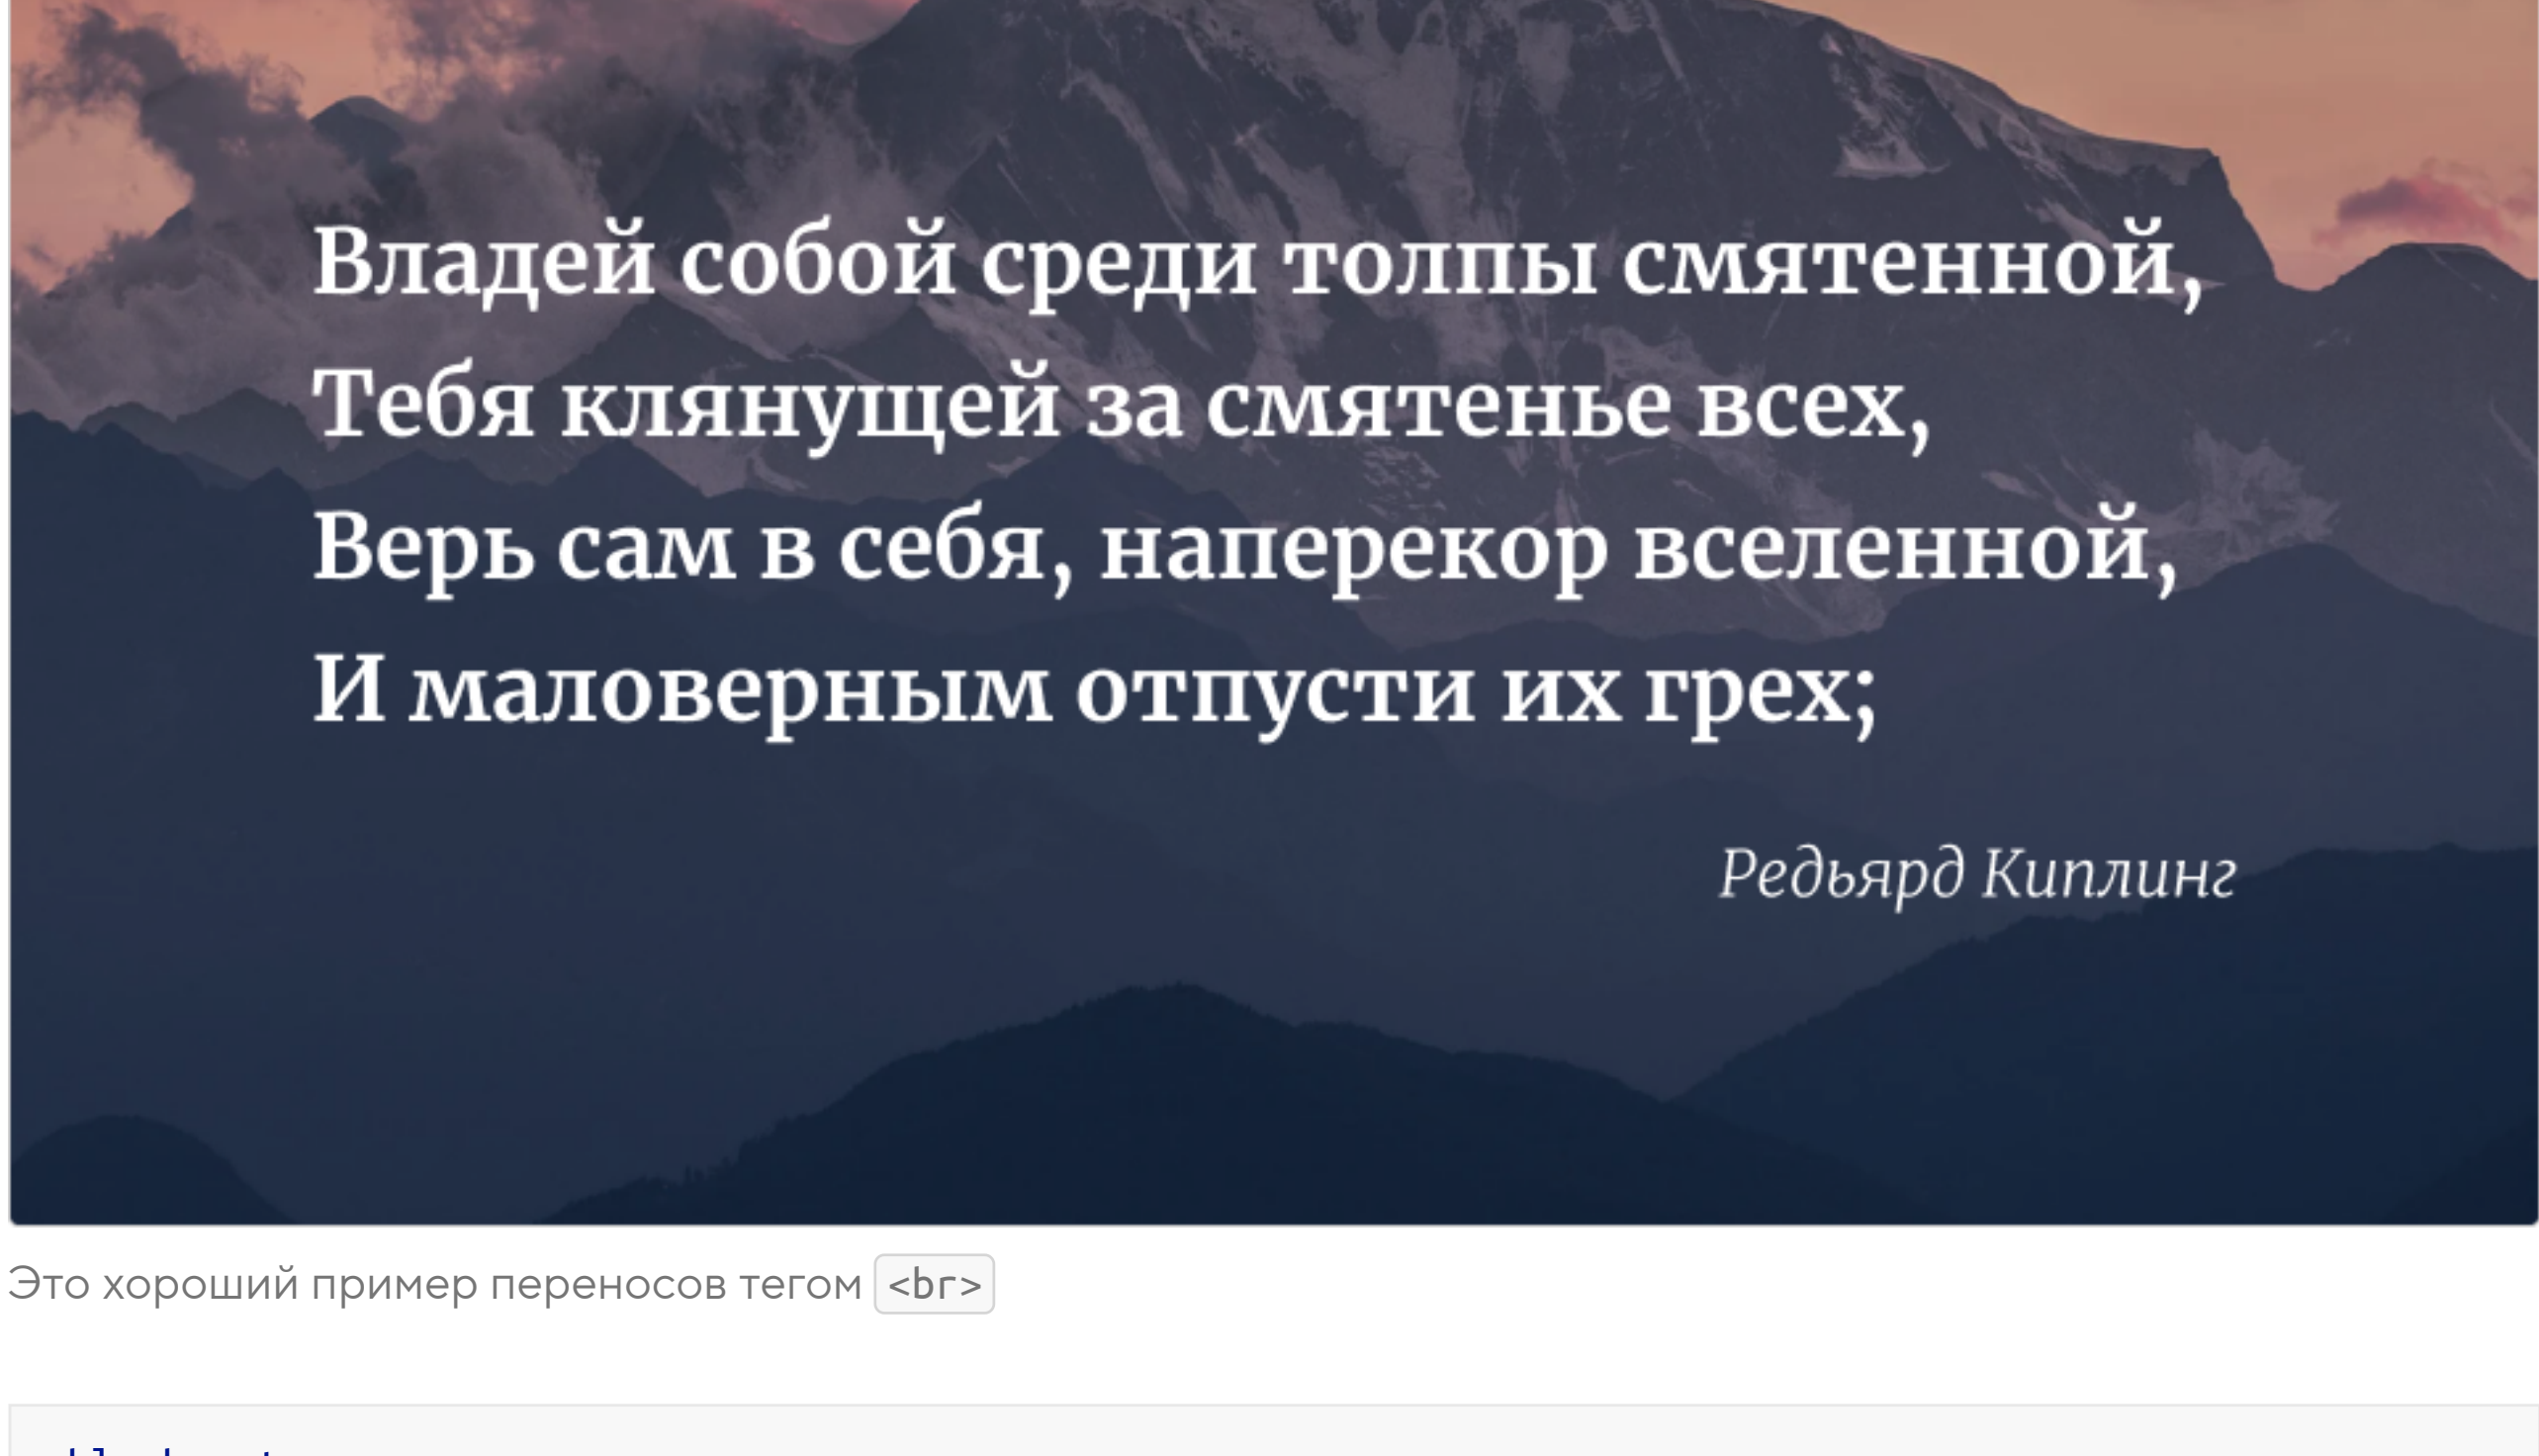 Владей собой среди толпы смятенной,
Тебя клянущей за смятенье всех,
Верь сам в себя, наперекор вселенной,
И маловерным отпусти их грех;
Редьярд Киплинг
Это хороший пример переносов тегом <br>